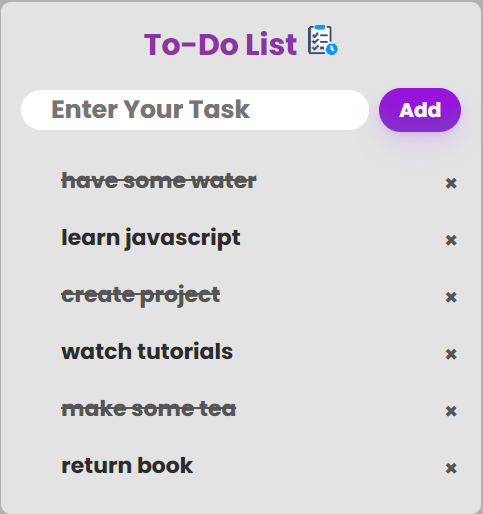 To-Do List
Enter Your Task
Add
have some water
learn javascript
create project
watch tutorials
make some tea
return book